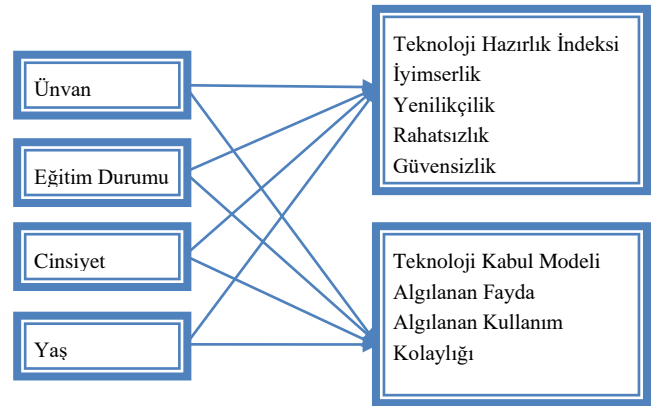 Ünvan
Eğitim Durumu
Cinsiyet
Yaş
Teknoloji Hazırlık İndeksi
İyimserlik
Yenilikçilik
Rahatsızlık
Güvensizlik
Teknoloji Kabul Modeli
Algılanan Fayda
Algılanan Kullanım
Kolaylığı